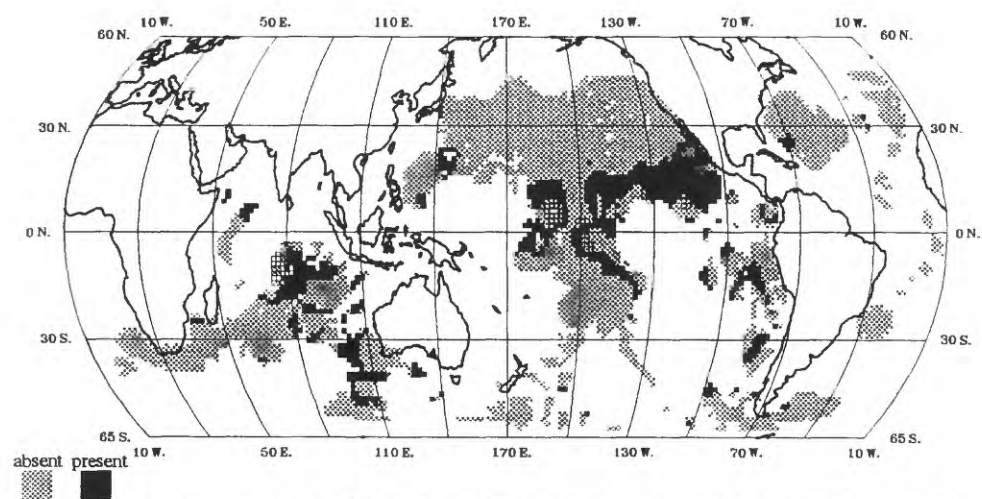 10 W. 50 E. 110 E. 170 E. 130 W. 70 W. 10 W.
60 N. 60 N.
30 N. 30 N.
0 N. 0 N.
30 S. 30 S.
65 S. 65 S.
10 W. 50 E. 110 E. 170 E. 130 W. 70 W. 10 W.
absent present